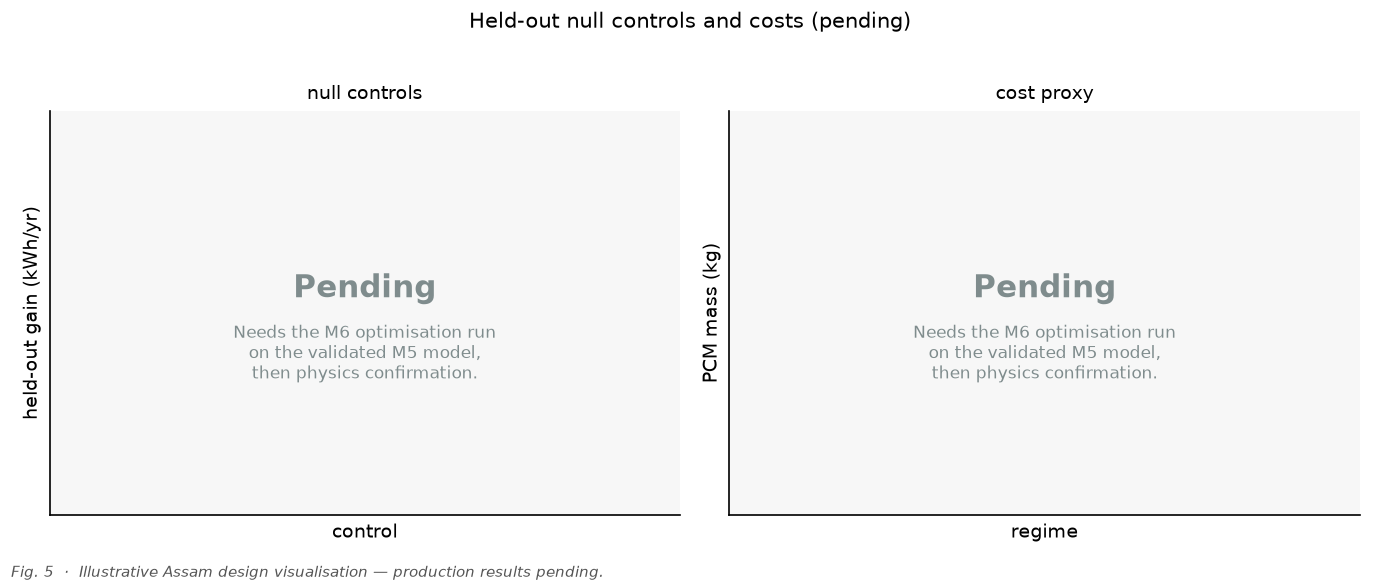 Held-out null controls and costs (pending)
null controls
held-out gain (kWh/yr)
Pending
Needs the M6 optimisation run
on the validated M5 model,
then physics confirmation.
control
cost proxy
PCM mass (kg)
Pending
Needs the M6 optimisation run
on the validated M5 model,
then physics confirmation.
regime
Fig. 5 · Illustrative Assam design visualisation — production results pending.